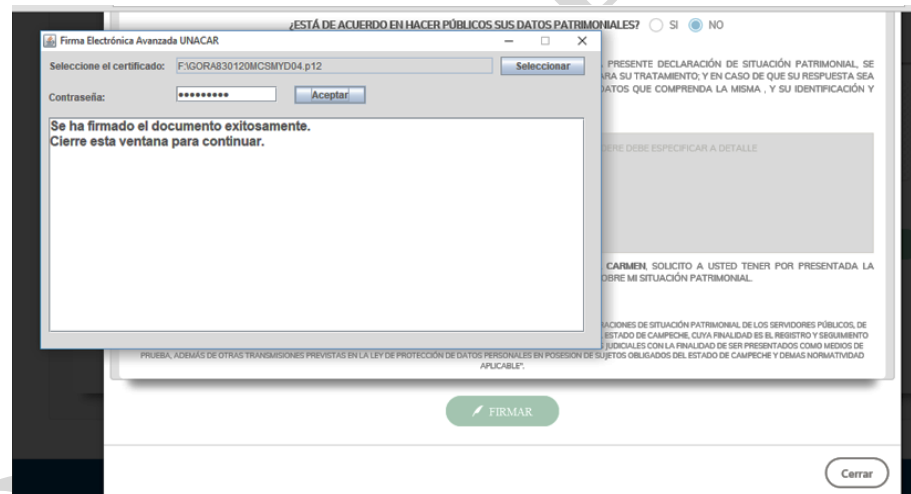 ¿ESTÁ DE ACUERDO EN HACER PÚBLICOS SUS DATOS PATRIMONIALES? SI NO
Firma Electrónica Avanzada UNACAR
Seleccione el certificado: F:\GORA830120MCSMYD04.p12 Seleccionar
Contraseña: ********* Aceptar
Se ha firmado el documento exitosamente.
Cierre esta ventana para continuar.
PRESENTE DECLARACIÓN DE SITUACIÓN PATRIMONIAL, SE
ARA SU TRATAMIENTO; Y EN CASO DE QUE SU RESPUESTA SEA
DATOS QUE COMPRENDA LA MISMA , Y SU IDENTIFICACIÓN Y
IERE DEBE ESPECIFICAR A DETALLE
CARMEN, SOLICITO A USTED TENER POR PRESENTADA LA
OBRE MI SITUACIÓN PATRIMONIAL.
ACIONES DE SITUACIÓN PATRIMONIAL DE LOS SERVIDORES PÚBLICOS, DE
ESTADO DE CAMPECHE, CUYA FINALIDAD ES EL REGISTRO Y SEGUIMIENTO
JUDICIALES CON LA FINALIDAD DE SER PRESENTADOS COMO MEDIOS DE
PRUEBA, ADEMÁS DE OTRAS TRANSMISIONES PREVISTAS EN LA LEY DE PROTECCIÓN DE DATOS PERSONALES EN POSESION DE SUJETOS OBLIGADOS DEL ESTADO DE CAMPECHE Y DEMAS NORMATIVIDAD
APLICABLE".
FIRMAR
Cerrar